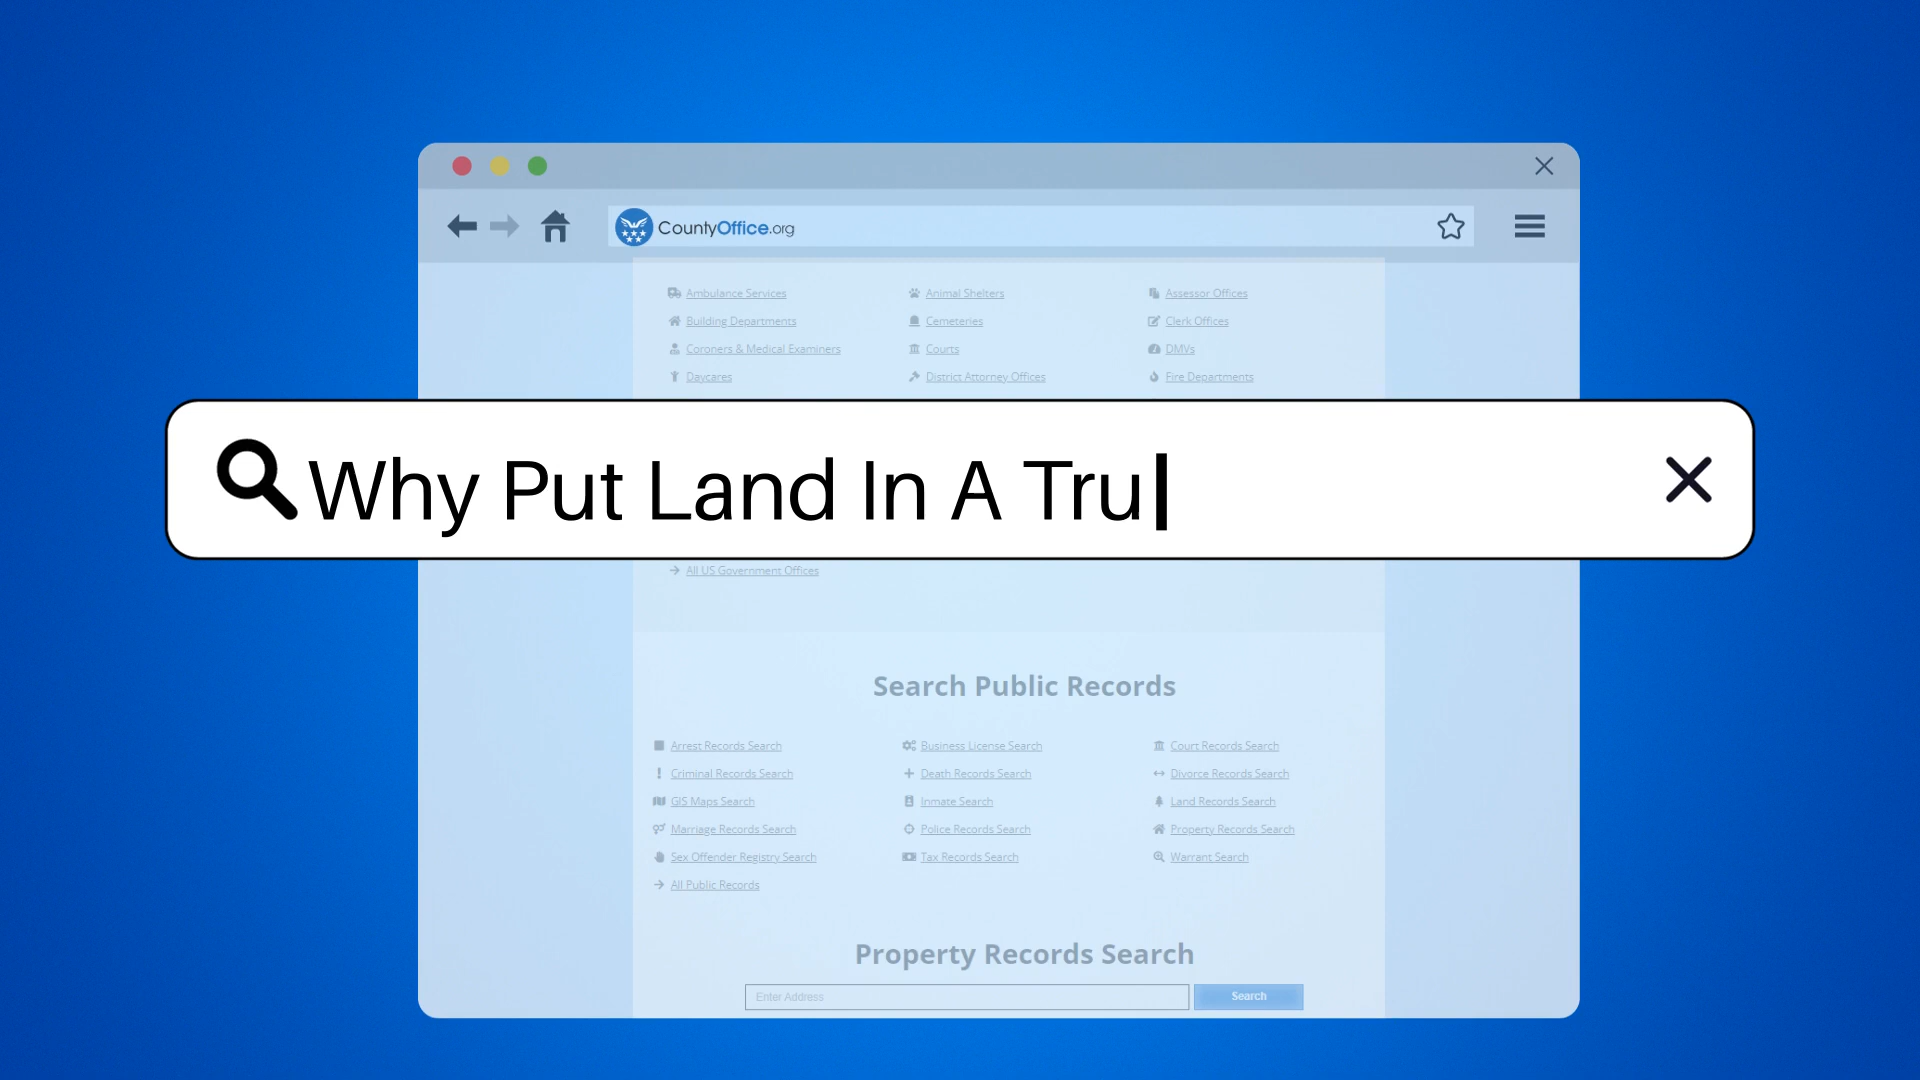 CountyOffice.org
Ambulance Services Animal Shelters Assessor Offices
Building Departments Cemeteries Clerk Offices
Coroners & Medical Examiners Courts DMVs
Daycares District Attorney Offices Fire Departments
Why Put Land In A Tru
All US Government Offices
Search Public Records
Arrest Records Search Business License Search Court Records Search
Criminal Records Search Death Records Search Divorce Records Search
GIS Maps Search Inmate Search Land Records Search
Marriage Records Search Police Records Search Property Records Search
Sex Offender Registry Search Tax Records Search Warrant Search
All Public Records
Property Records Search
Enter Address Search